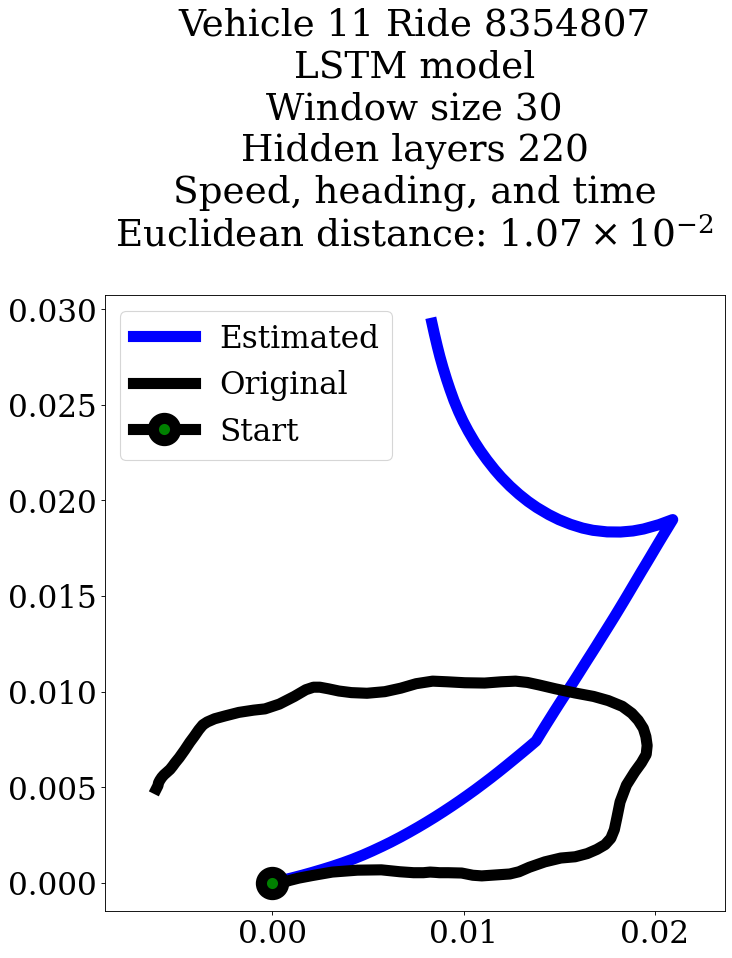 Vehicle 11 Ride 8354807
LSTM model
Window size 30
Hidden layers 220
Speed, heading, and time
Euclidean distance: 1.07 × 10⁻²
Estimated
Original
Start
0.030
0.025
0.020
0.015
0.010
0.005
0.000
0.00 0.01 0.02